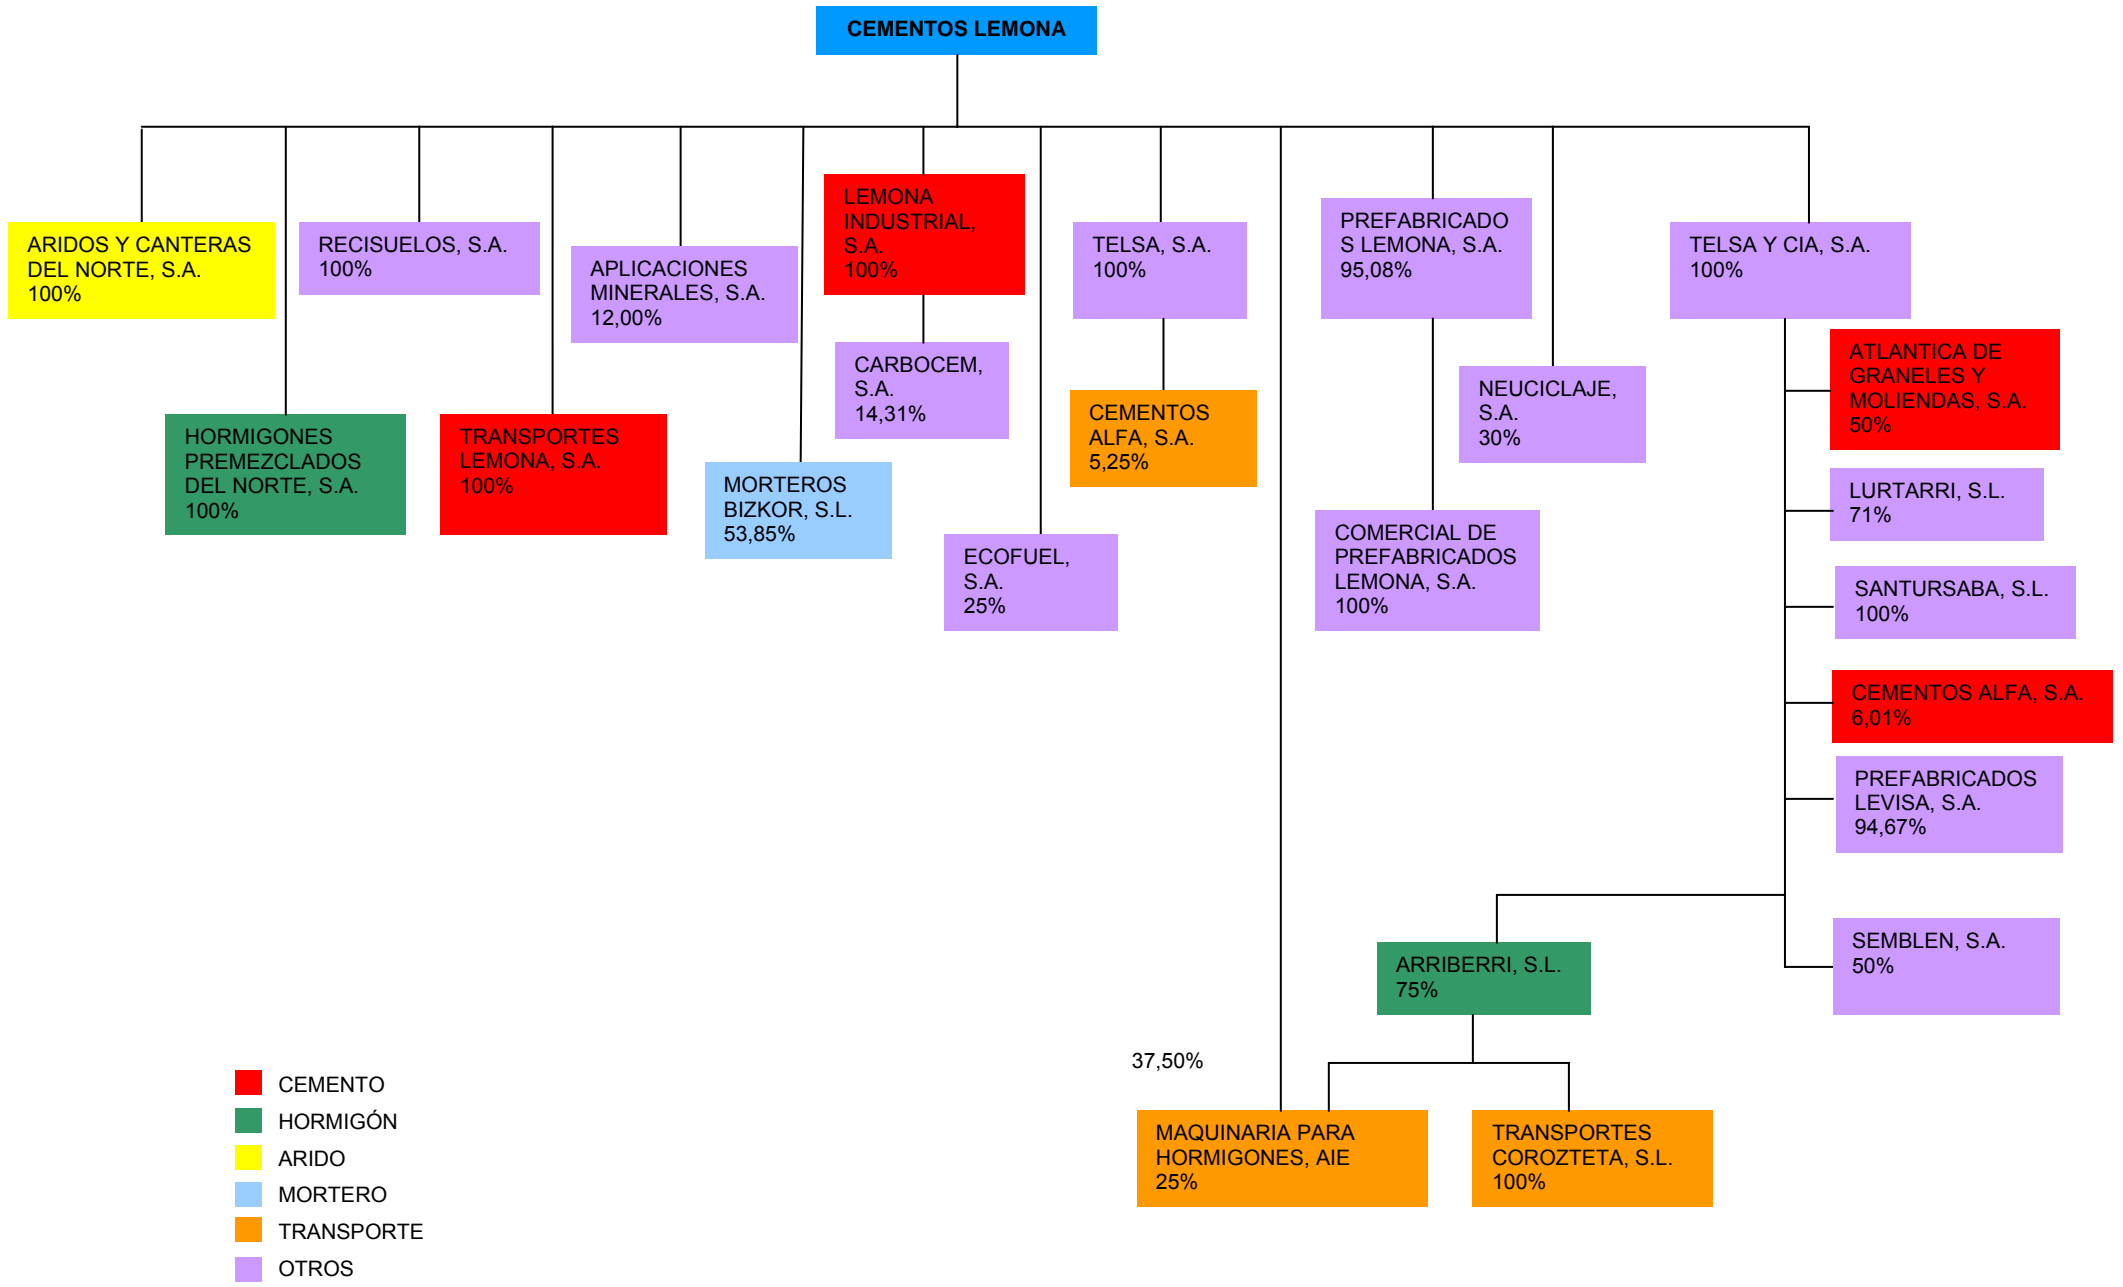 CEMENTOS LEMONA
ARIDOS Y CANTERAS
DEL NORTE, S.A.
100%
HORMIGONES
PREMEZCLADOS
DEL NORTE, S.A.
100%
RECISUELOS, S.A.
100%
TRANSPORTES
LEMONA, S.A.
100%
APLICACIONES
MINERALES, S.A.
12,00%
MORTEROS
BIZKOR, S.L.
53,85%
LEMONA
INDUSTRIAL,
S.A.
100%
CARBOCEM,
S.A.
14,31%
ECOFUEL,
S.A.
25%
TELSA, S.A.
100%
CEMENTOS
ALFA, S.A.
5,25%
PREFABRICADO
S LEMONA, S.A.
95,08%
COMERCIAL DE
PREFABRICADOS
LEMONA, S.A.
100%
NEUCICLAJE,
S.A.
30%
TELSA Y CIA, S.A.
100%
ATLANTICA DE
GRANELES Y
MOLIENDAS, S.A.
50%
LURTARRI, S.L.
71%
SANTURSABA, S.L.
100%
CEMENTOS ALFA, S.A.
6,01%
PREFABRICADOS
LEVISA, S.A.
94,67%
SEMBLEN, S.A.
50%
ARRIBERRI, S.L.
75%
37,50%
MAQUINARIA PARA
HORMIGONES, AIE
25%
TRANSPORTES
COROZTETA, S.L.
100%
CEMENTO
HORMIGÓN
ARIDO
MORTERO
TRANSPORTE
OTROS